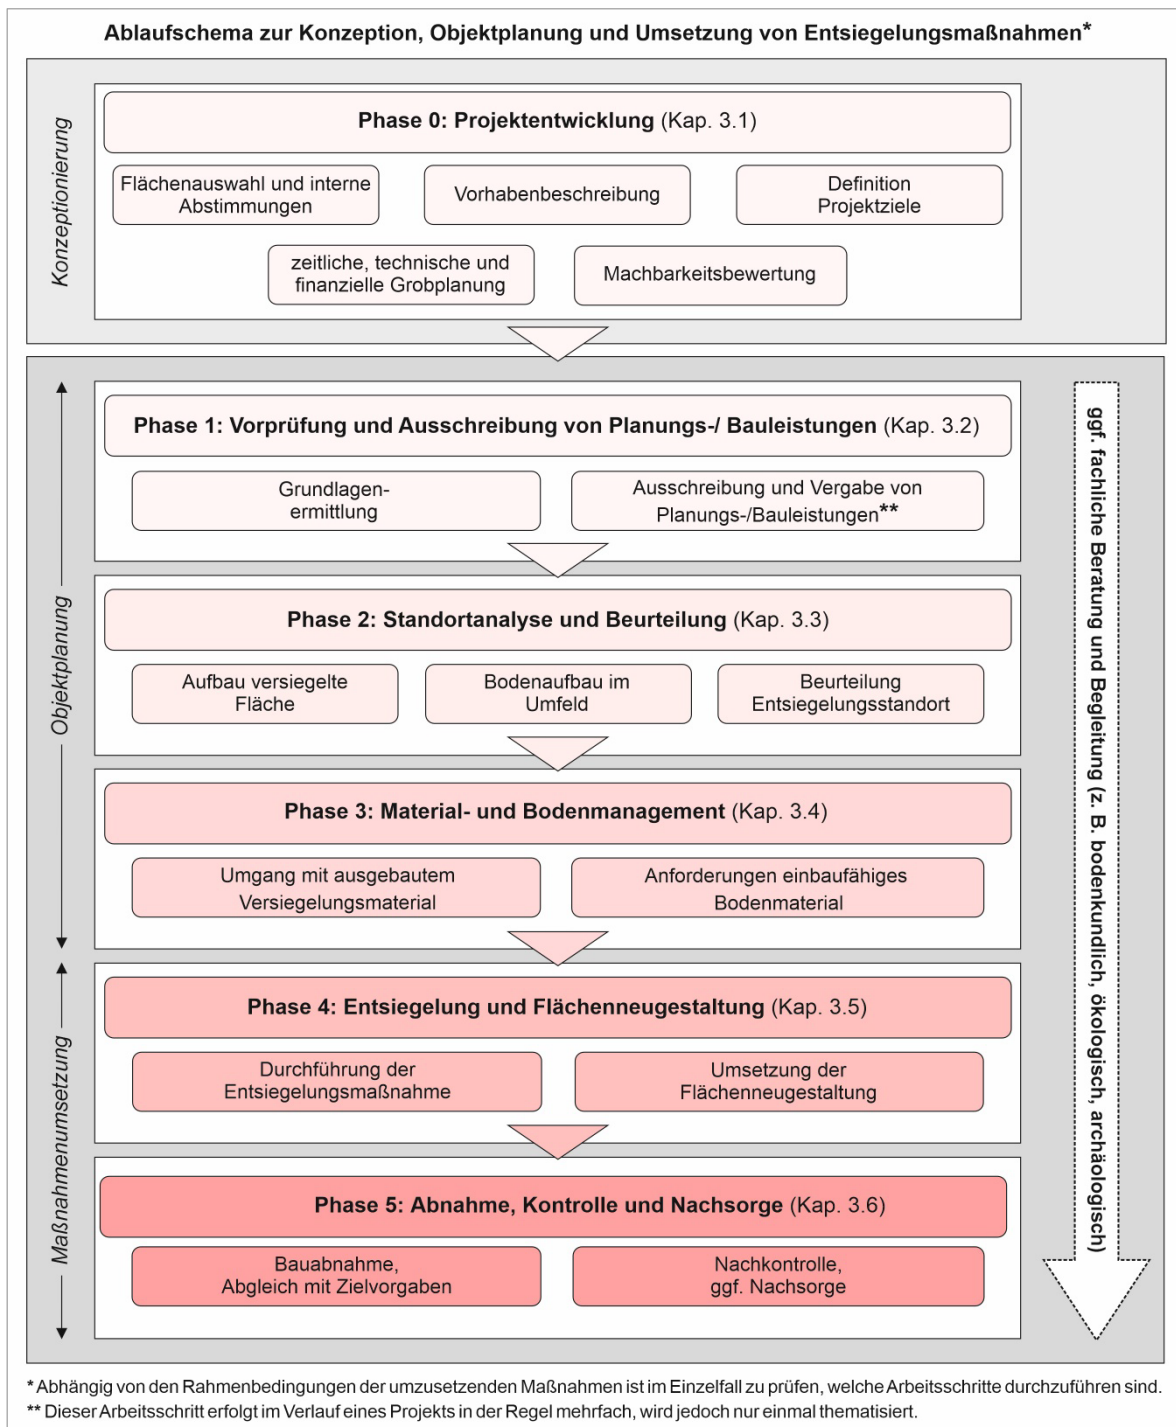 Ablaufschema zur Konzeption, Objektplanung und Umsetzung von Entsiegelungsmaßnahmen*
Konzeptionierung
Phase 0: Projektentwicklung (Kap. 3.1)
Flächenauswahl und interne
Abstimmungen
Vorhabenbeschreibung
Definition
Projektziele
zeitliche, technische und
finanzielle Grobplanung
Machbarkeitsbewertung
Objektplanung
Phase 1: Vorprüfung und Ausschreibung von Planungs-/ Bauleistungen (Kap. 3.2)
Grundlagen-
ermittlung
Ausschreibung und Vergabe von
Planungs-/Bauleistungen**
Phase 2: Standortanalyse und Beurteilung (Kap. 3.3)
Aufbau versiegelte
Fläche
Bodenaufbau im
Umfeld
Beurteilung
Entsiegelungsstandort
Phase 3: Material- und Bodenmanagement (Kap. 3.4)
Umgang mit ausgebautem
Versiegelungsmaterial
Anforderungen einbaufähiges
Bodenmaterial
Maßnahmenumsetzung
Phase 4: Entsiegelung und Flächenneugestaltung (Kap. 3.5)
Durchführung der
Entsiegelungsmaßnahme
Umsetzung der
Flächenneugestaltung
Phase 5: Abnahme, Kontrolle und Nachsorge (Kap. 3.6)
Bauabnahme,
Abgleich mit Zielvorgaben
Nachkontrolle,
ggf. Nachsorge
ggf. fachliche Beratung und Begleitung (z. B. bodenkundlich, ökologisch, archäologisch)
* Abhängig von den Rahmenbedingungen der umzusetzenden Maßnahmen ist im Einzelfall zu prüfen, welche Arbeitsschritte durchzuführen sind.
** Dieser Arbeitsschritt erfolgt im Verlauf eines Projekts in der Regel mehrfach, wird jedoch nur einmal thematisiert.